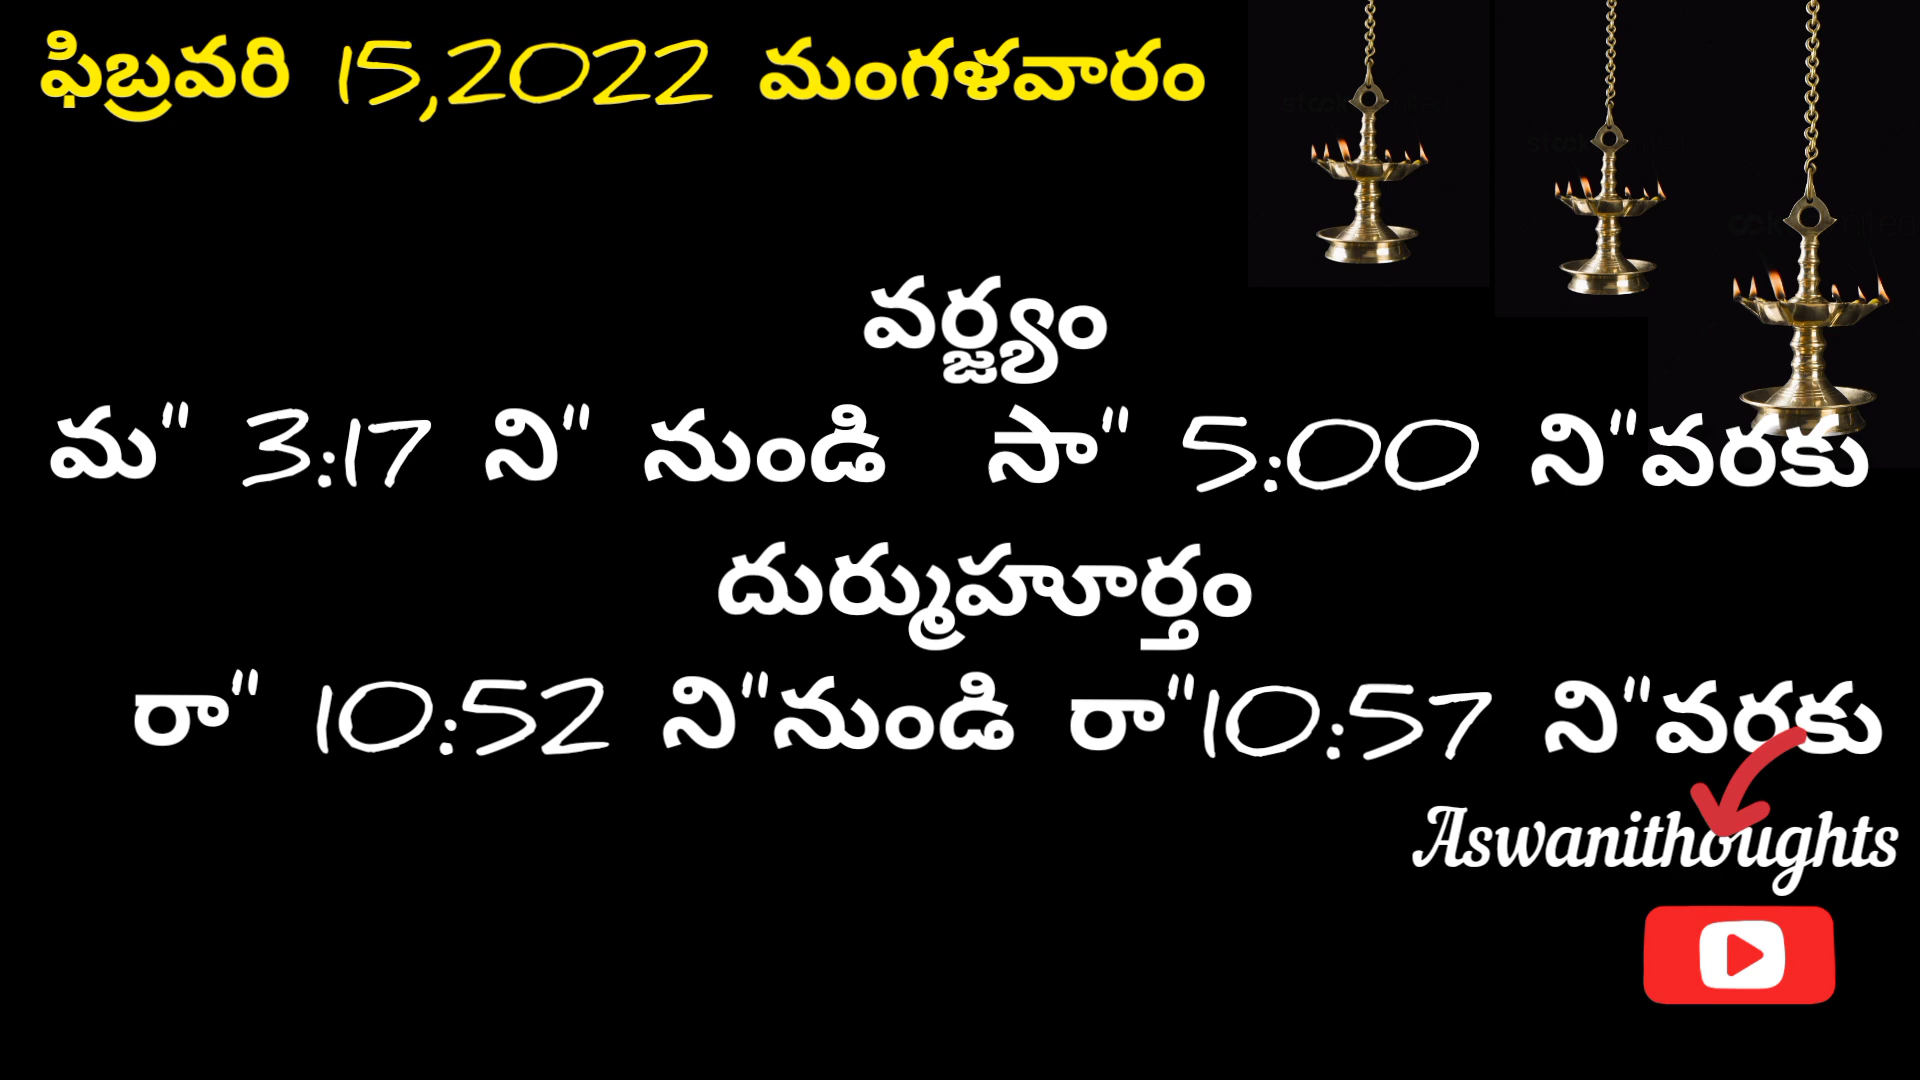 ఫిబ్రవరి 15,2022 మంగళవారం
వర్జ్యం
మ" 3:17 ని" నుండి సా" 5:00 ని"వరకు
దుర్ముహూర్తం
రా" 10:52 ని"నుండి రా"10:57 ని"వరకు
Aswanithoughts